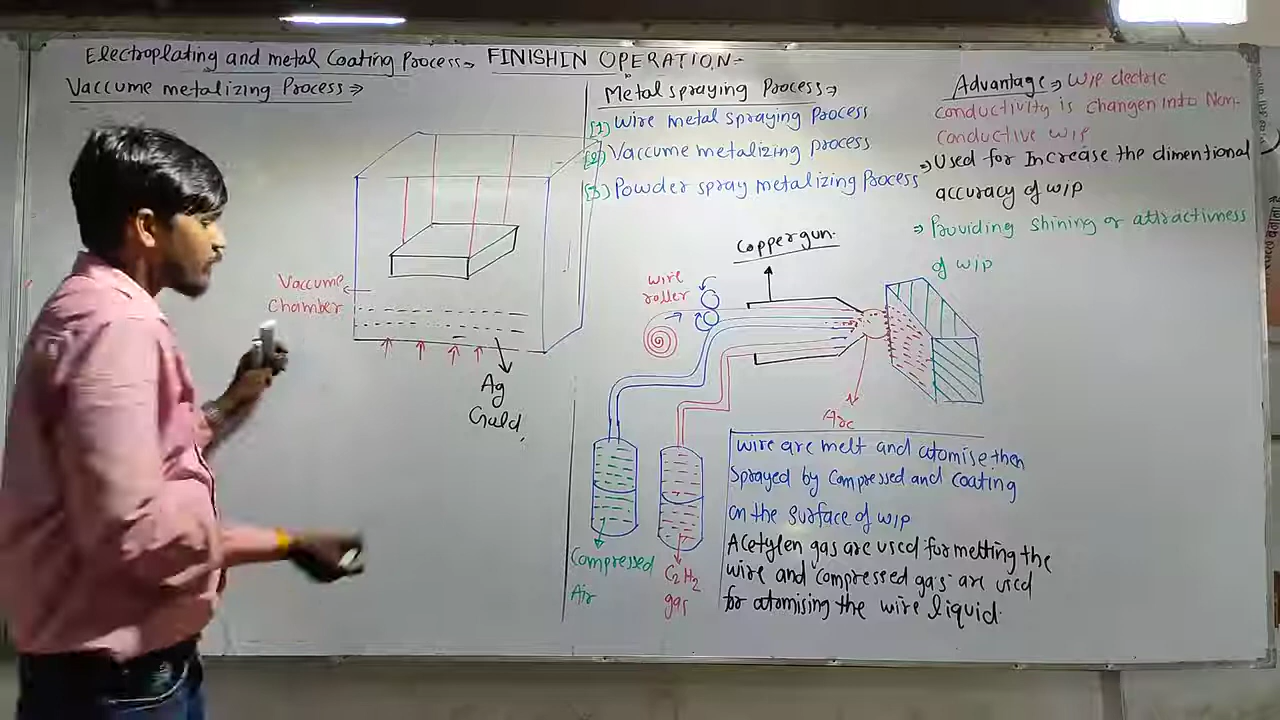 Electroplating and metal Coating Process→ FINISHIN OPERATION-
Vaccume metalizing Process ⇒
Vaccume
Chamber
Ag
Gold,
Metal spraying Process→
[1] Wire metal spraying Process
[2] Vaccume metalizing process
[3] Powder spray metalizing Process
Advantage→ W/P electric
conductivity is changen into Non-
conductive W/P
→ Used for Increase the dimentional
accuracy of W/P
⇒ Providing shining or attractivness
of W/P
Copper gun.
wire
roller
Arc
Compressed
Air
C2H2
gas
Wire are melt and atomise then
Sprayed by Compressed and Coating
on the surface of W/P
Acetylen gas are used for melting the
wire and compressed gas are used
for atomising the wire liquid.